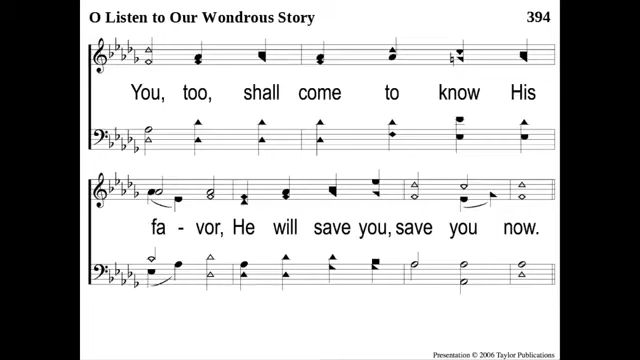 O Listen to Our Wondrous Story 394
You, too, shall come to know His
fa - vor, He will save you, save you now.
Presentation © 2006 Taylor Publications